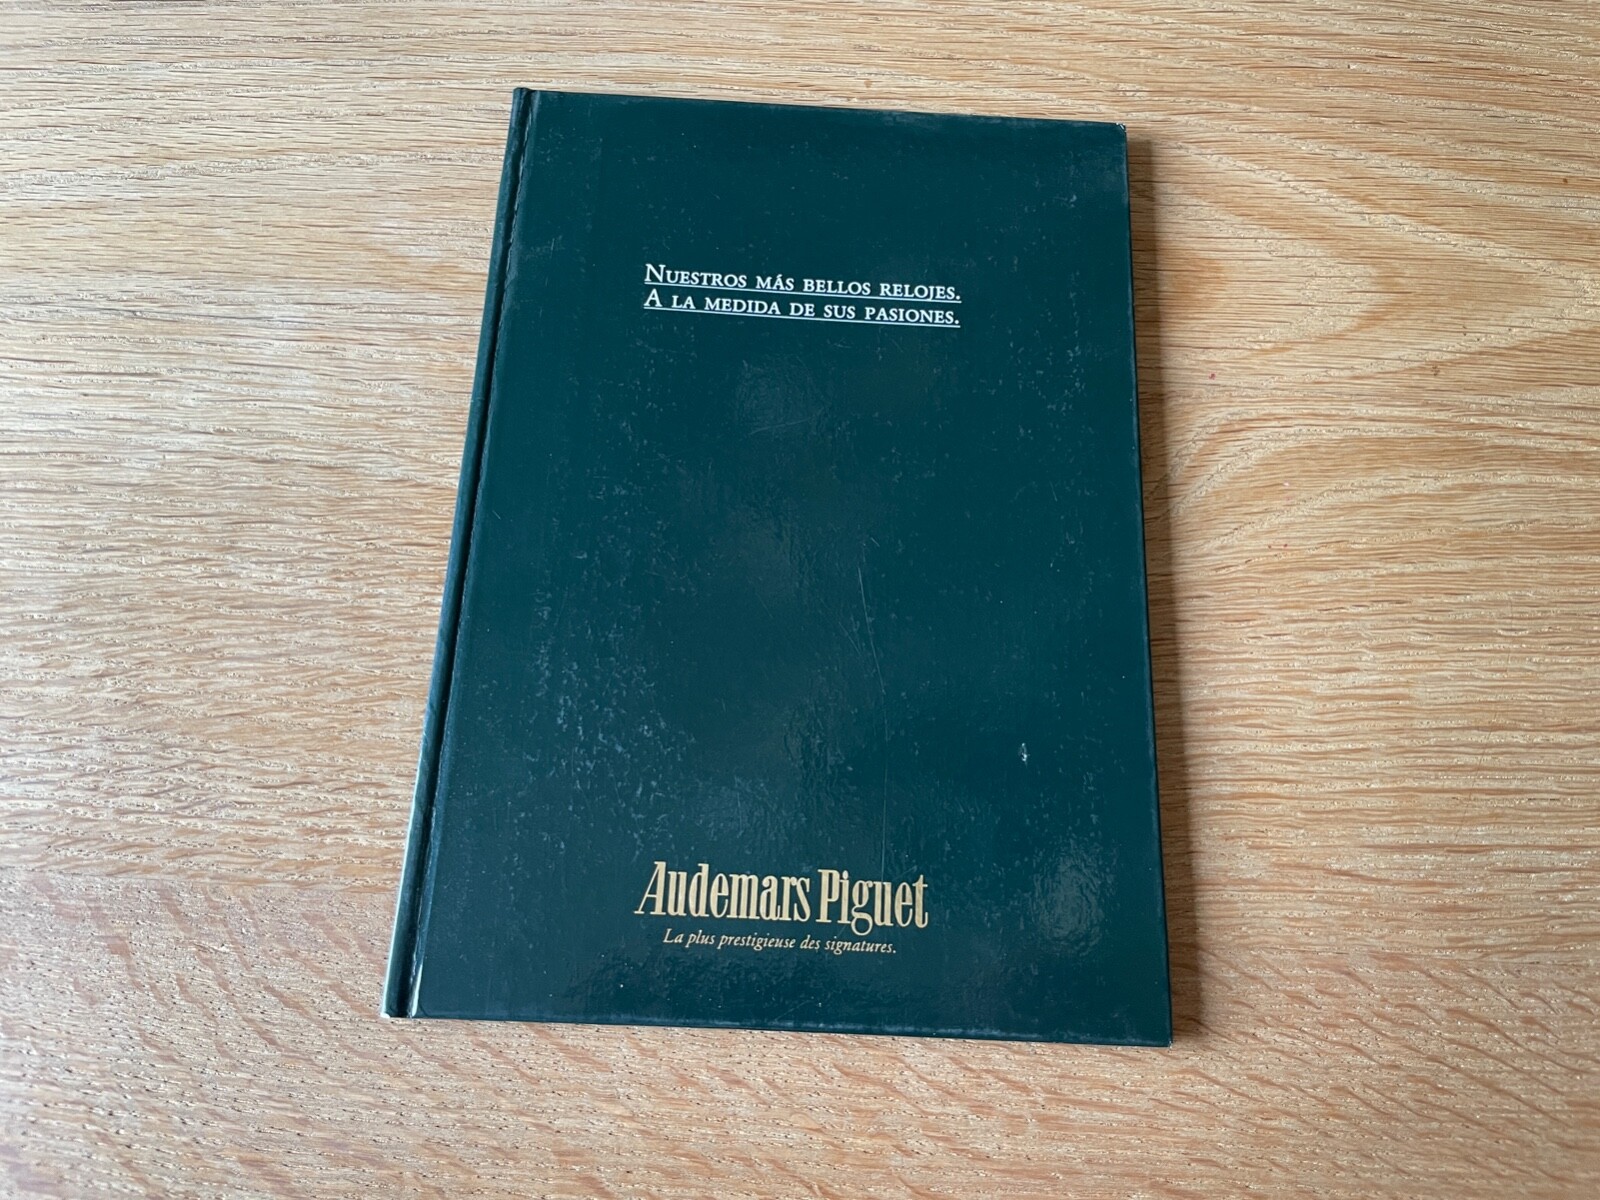 Nuestros más bellos relojes.
A la medida de sus pasiones.
Audemars Piguet
La plus prestigieuse des signatures.